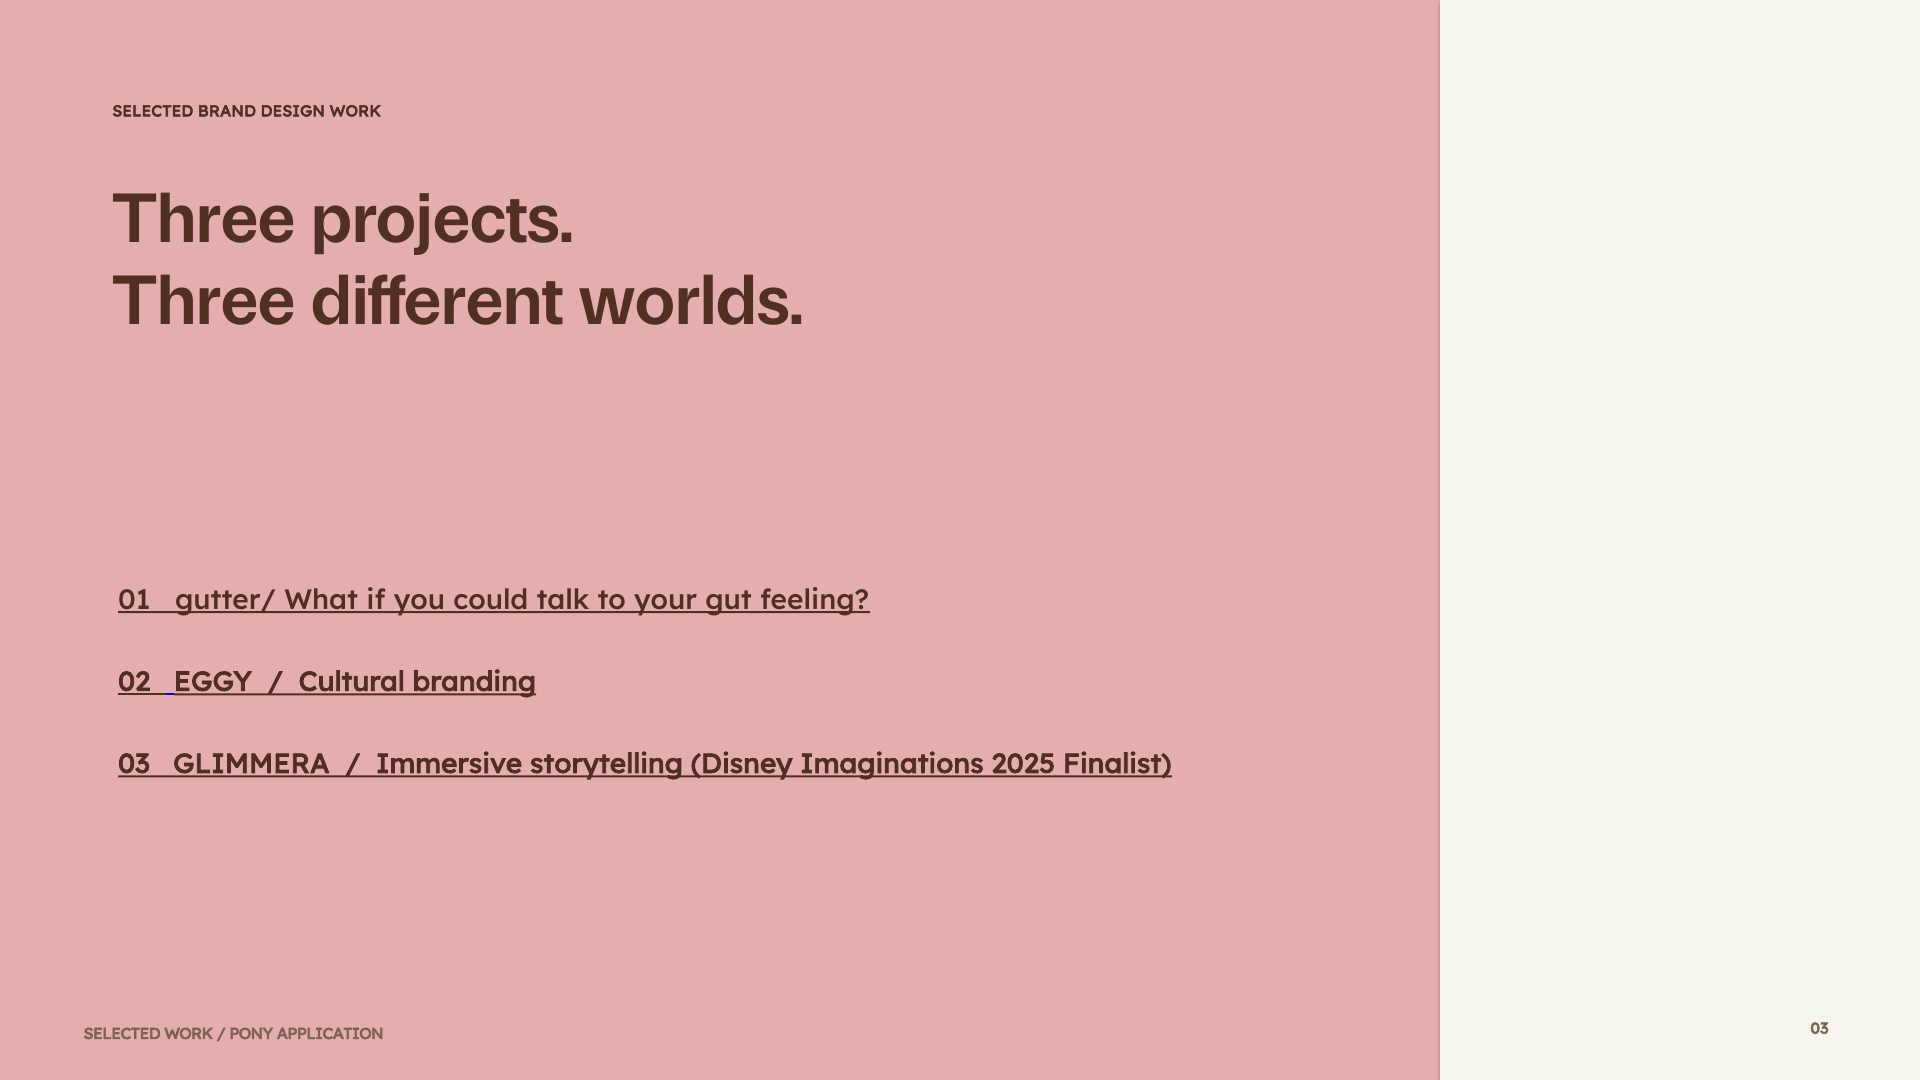 SELECTED BRAND DESIGN WORK
Three projects.
Three different worlds.
01 gutter/ What if you could talk to your gut feeling?
02 EGGY / Cultural branding
03 GLIMMERA / Immersive storytelling (Disney Imaginations 2025 Finalist)
SELECTED WORK / PONY APPLICATION
03